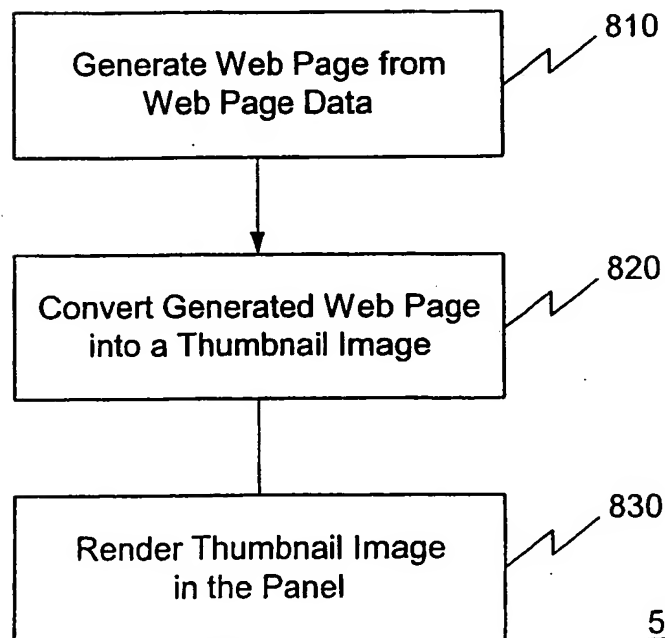 810
Generate Web Page from
Web Page Data
820
Convert Generated Web Page
into a Thumbnail Image
830
Render Thumbnail Image
in the Panel
5